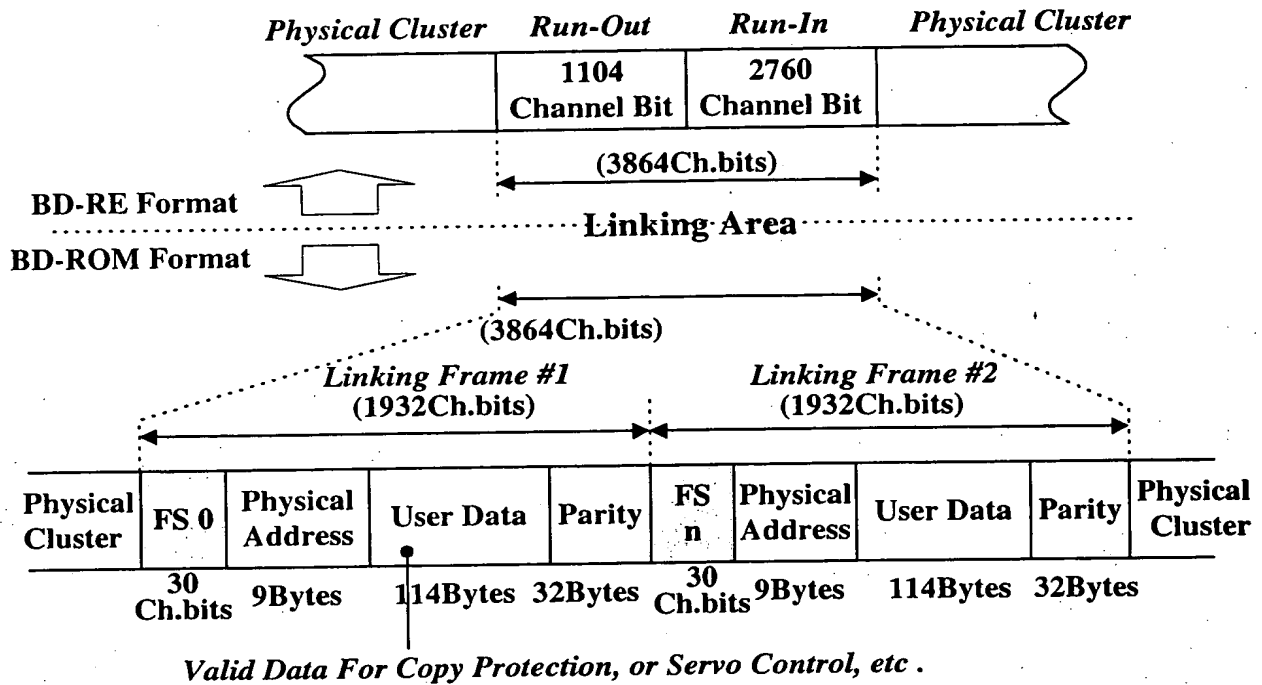 Physical Cluster Run-Out Run-In Physical Cluster
1104 Channel Bit
2760 Channel Bit
(3864Ch.bits)
BD-RE Format
Linking Area
BD-ROM Format
(3864Ch.bits)
Linking Frame #1 Linking Frame #2
(1932Ch.bits) (1932Ch.bits)
Physical Cluster
FS 0
Physical Address
User Data
Parity
FS n
Physical Address
User Data
Parity
Physical Cluster
30 Ch.bits
9Bytes
114Bytes
32Bytes
30 Ch.bits
9Bytes
114Bytes
32Bytes
Valid Data For Copy Protection, or Servo Control, etc .